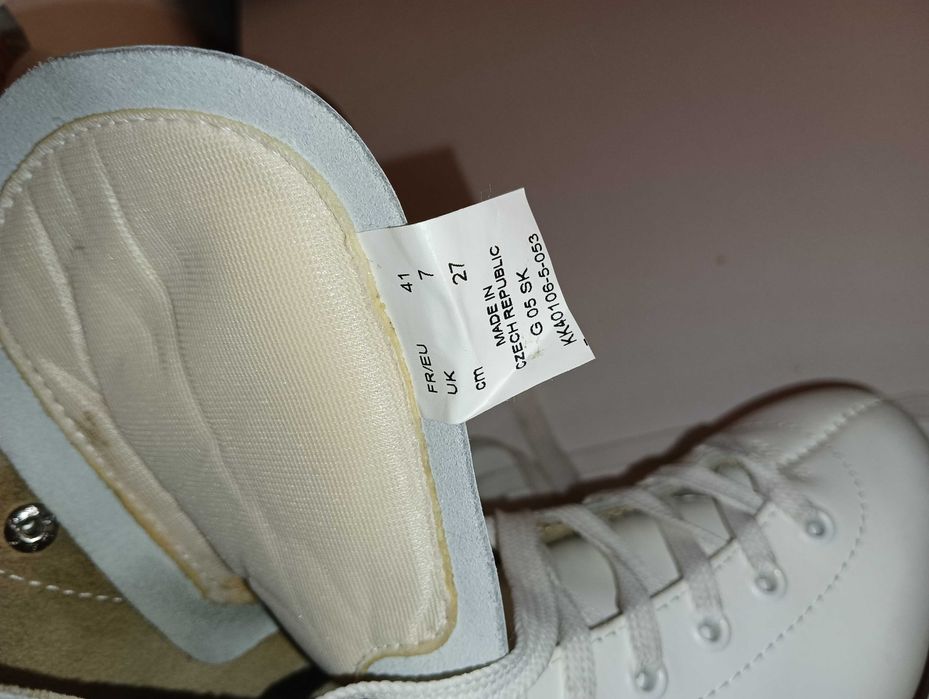 FR/EU 41
UK 7
cm 27
MADE IN
CZECH REPUBLIC
G 05 SK
KK40106-5-053